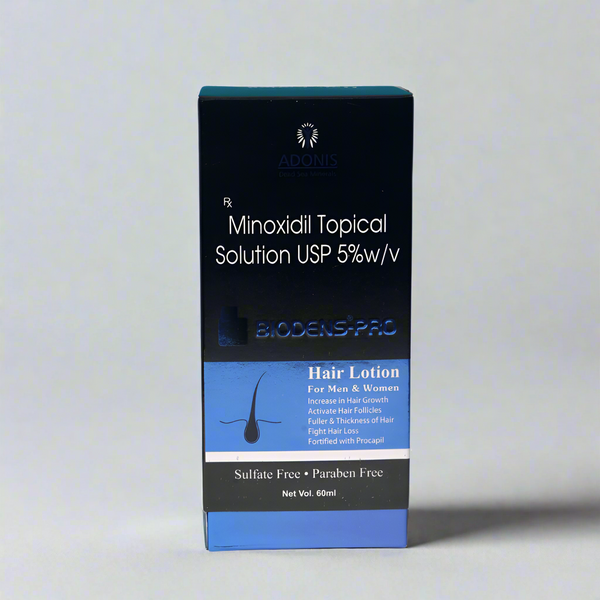 ADONIS
Rx
Minoxidil Topical
Solution USP 5%w/v
BIODENS-PRO
Hair Lotion
For Men & Women
Increase in Hair Growth
Activate Hair Follicles
Fuller & Thickness of Hair
Fight Hair Loss
Fortified with Procapil
Sulfate Free • Paraben Free
Net Vol. 60ml